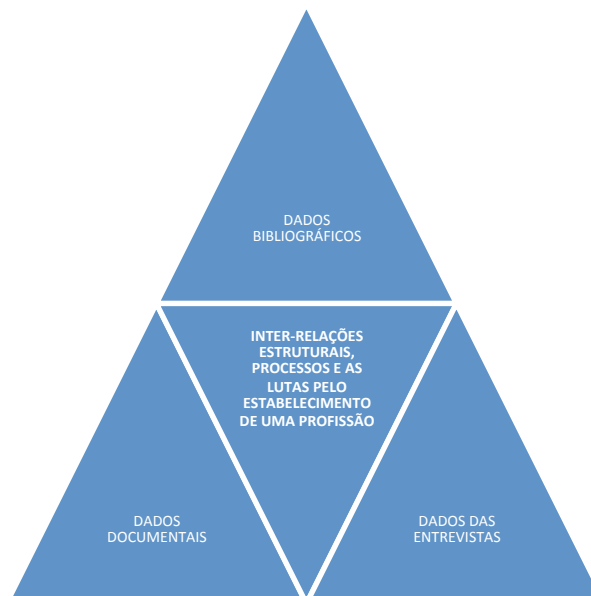 DADOS
BIBLIOGRÁFICOS
INTER-RELAÇÕES
ESTRUTURAIS,
PROCESSOS E AS
LUTAS PELO
ESTABELECIMENTO
DE UMA PROFISSÃO
DADOS
DOCUMENTAIS
DADOS DAS
ENTREVISTAS